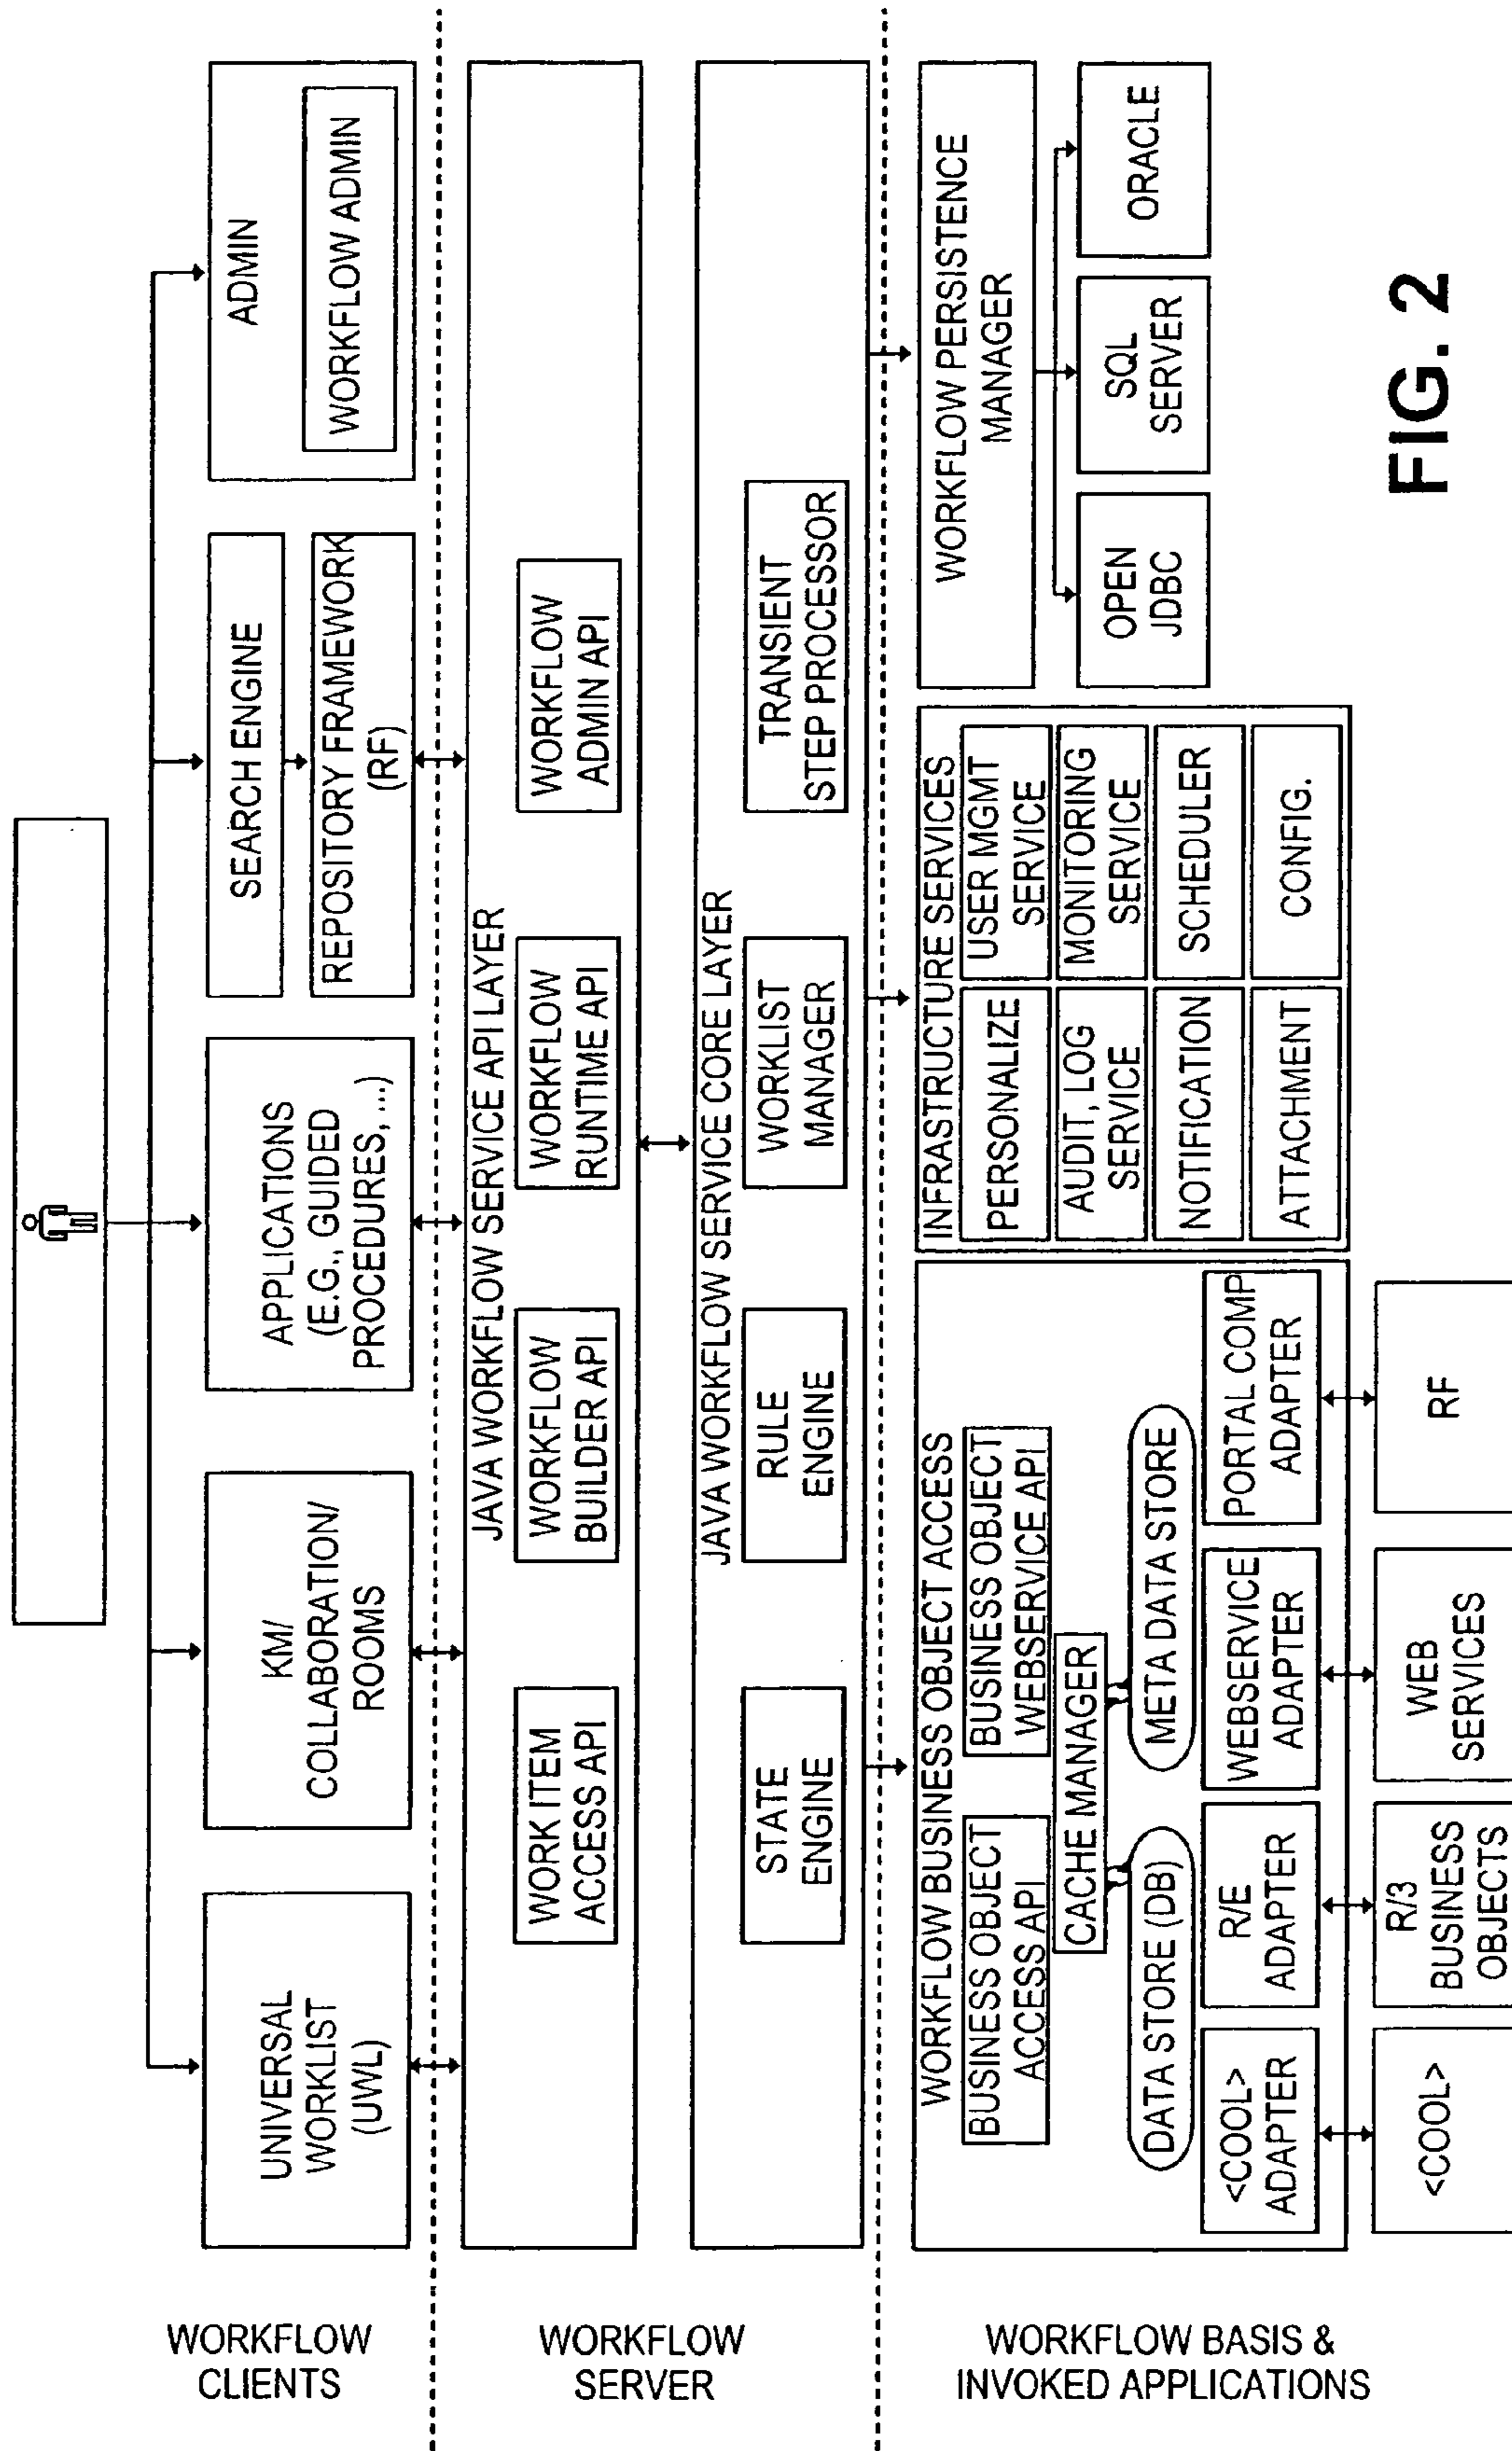 WORKFLOW
CLIENTS
UNIVERSAL
WORKLIST
(UWL)
KM/
COLLABORATION/
ROOMS
APPLICATIONS
(E.G., GUIDED
PROCEDURES, ...)
SEARCH ENGINE
REPOSITORY FRAMEWORK
(RF)
ADMIN
WORKFLOW ADMIN
WORKFLOW
SERVER
JAVA WORKFLOW SERVICE API LAYER
WORK ITEM
ACCESS API
WORKFLOW
BUILDER API
WORKFLOW
RUNTIME API
WORKFLOW
ADMIN API
JAVA WORKFLOW SERVICE CORE LAYER
STATE
ENGINE
RULE
ENGINE
WORKLIST
MANAGER
TRANSIENT
STEP PROCESSOR
WORKFLOW BASIS &
INVOKED APPLICATIONS
WORKFLOW BUSINESS OBJECT ACCESS
BUSINESS OBJECT
ACCESS API
BUSINESS OBJECT
WEBSERVICE API
CACHE MANAGER
DATA STORE (DB)
META DATA STORE
<COOL>
ADAPTER
R/E
ADAPTER
WEBSERVICE
ADAPTER
PORTAL COMP
ADAPTER
<COOL>
R/3
BUSINESS
OBJECTS
WEB
SERVICES
RF
INFRASTRUCTURE SERVICES
PERSONALIZE
USER MGMT
SERVICE
AUDIT, LOG
SERVICE
MONITORING
SERVICE
NOTIFICATION
SCHEDULER
ATTACHMENT
CONFIG.
WORKFLOW PERSISTENCE
MANAGER
OPEN
JDBC
SQL
SERVER
ORACLE
FIG. 2